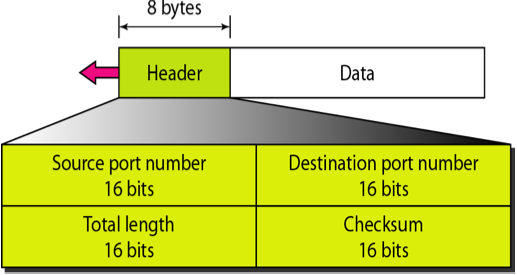 8 bytes
Header
Data
Source port number
16 bits
Destination port number
16 bits
Total length
16 bits
Checksum
16 bits